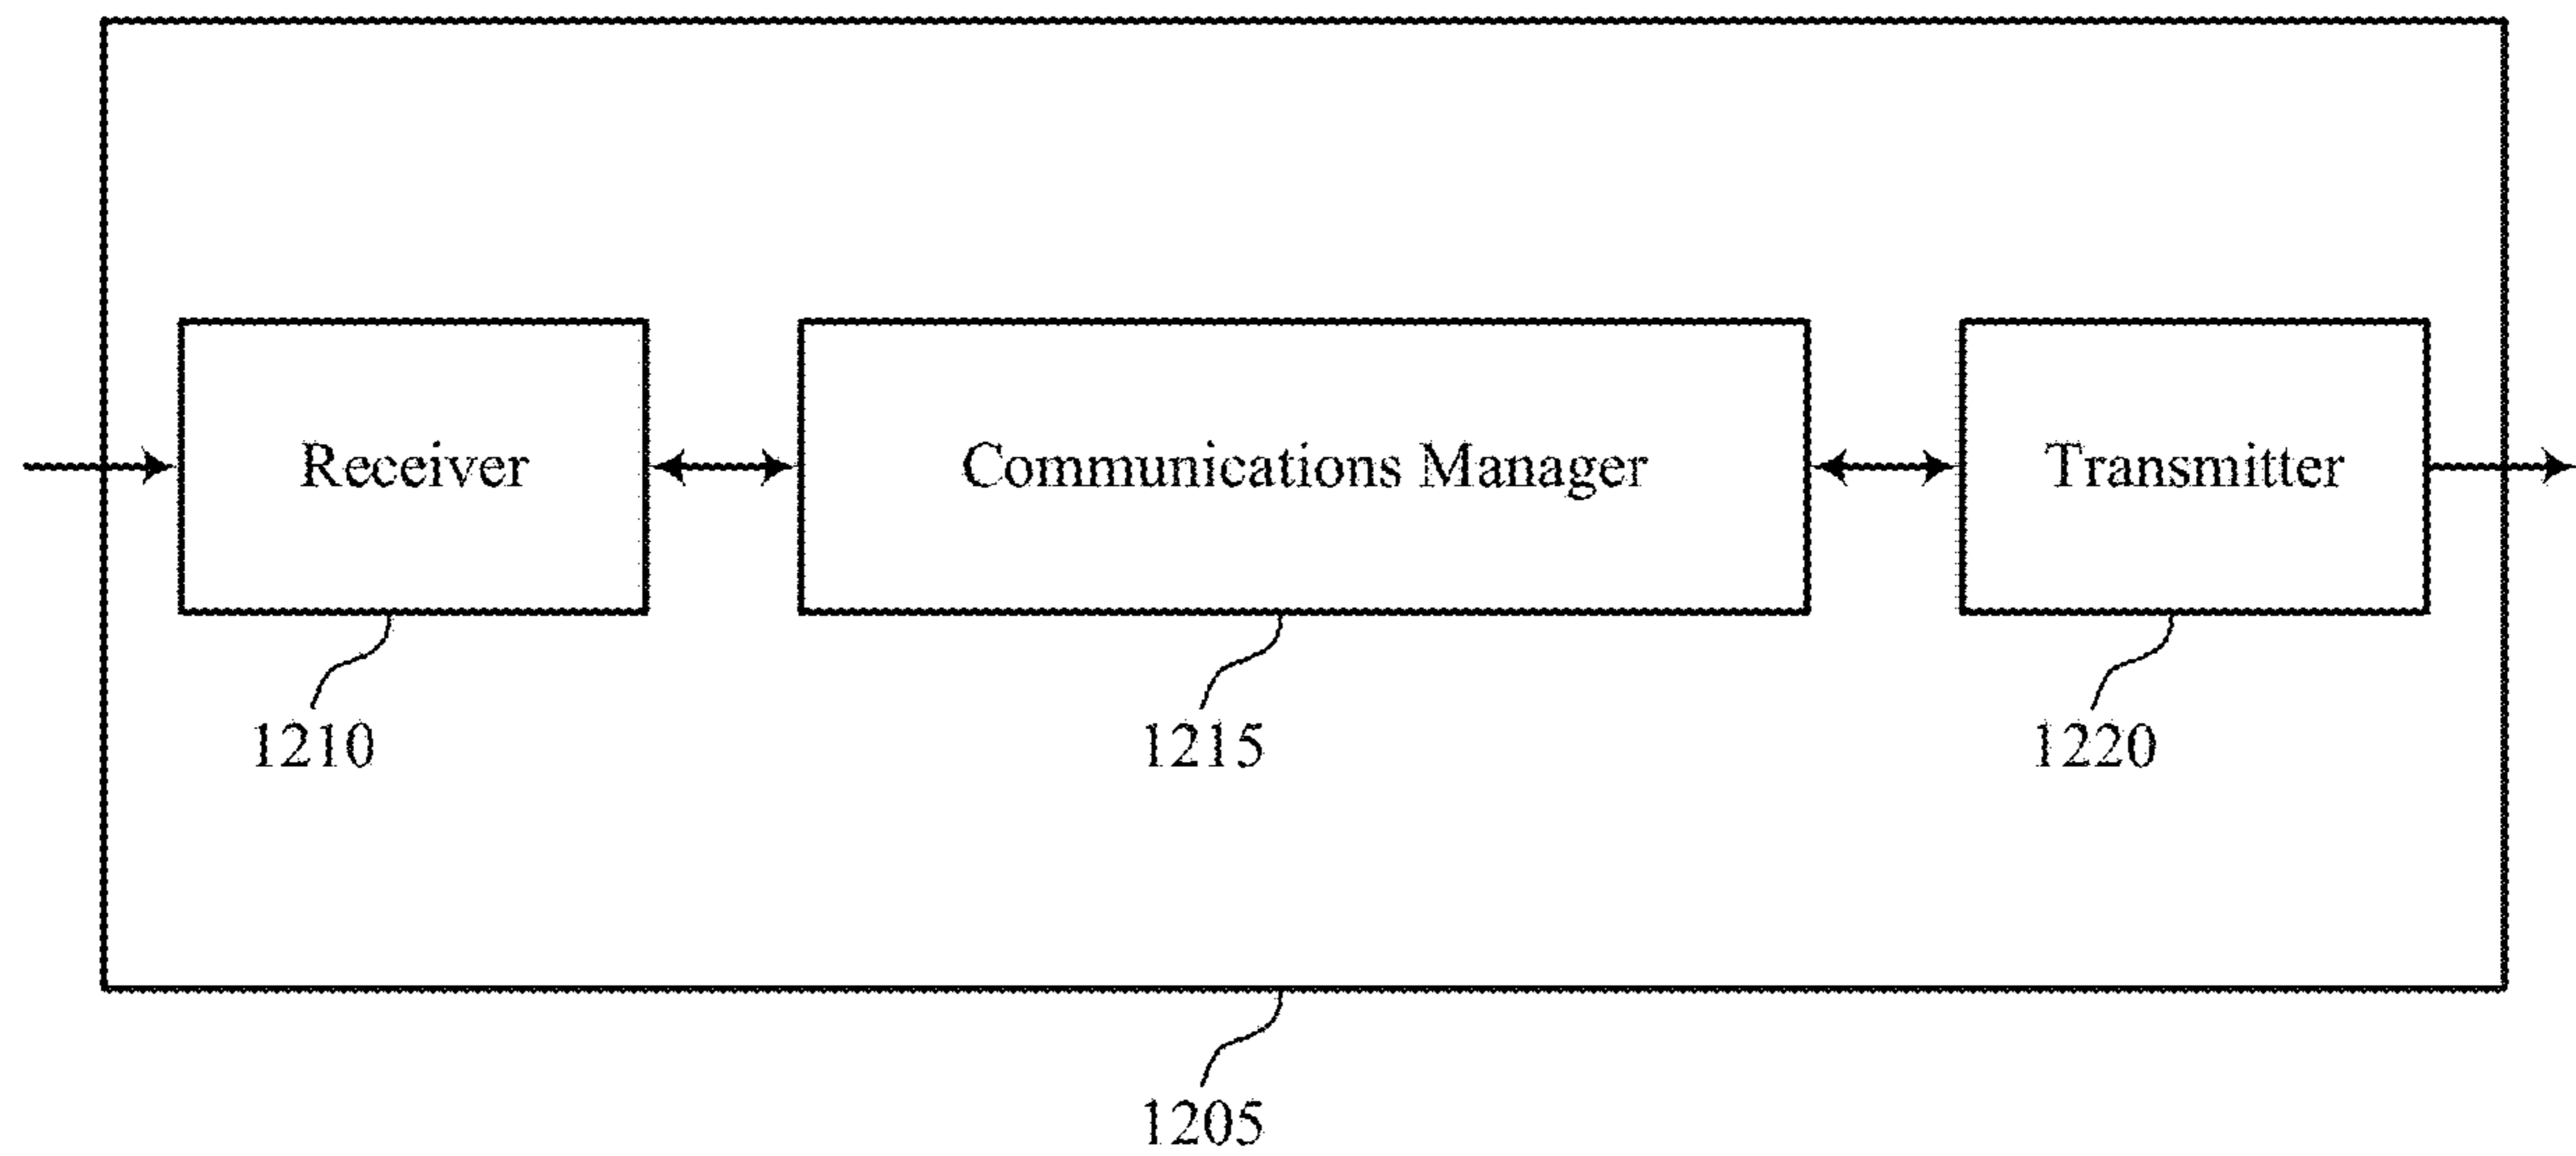 Receiver
Communications Manager
Transmitter
1210
1215
1220
1205